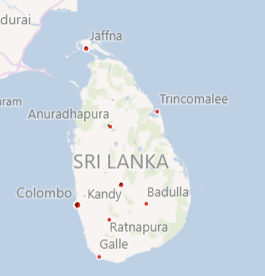 durai
Jaffna
aram
Trincomalee
Anuradhapura
SRI LANKA
Colombo
Kandy
Badulla
Ratnapura
Galle